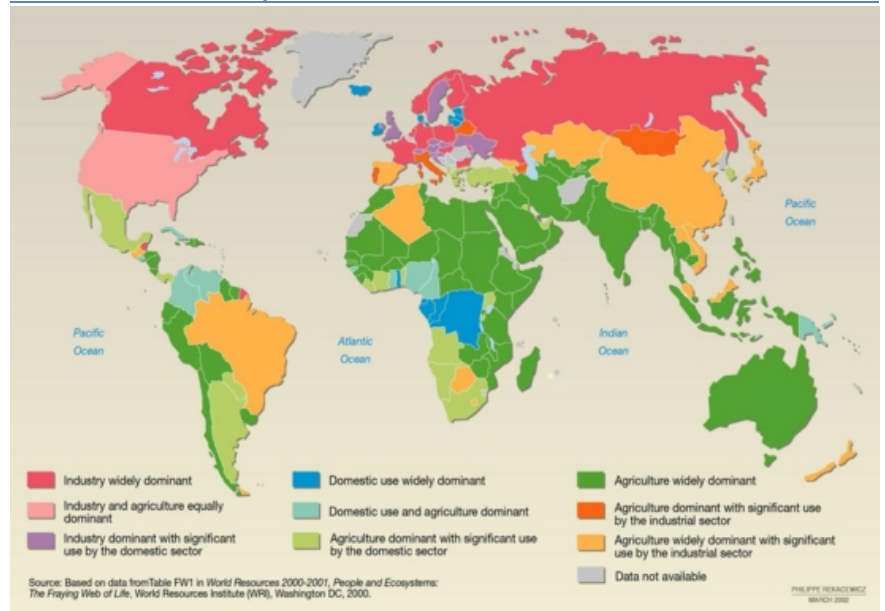 Pacific
Ocean
Pacific
Ocean
Atlantic
Ocean
Indian
Ocean
Industry widely dominant
Industry and agriculture equally
dominant
Industry dominant with significant
use by the domestic sector
Domestic use widely dominant
Domestic use and agriculture dominant
Agriculture dominant with significant use
by the domestic sector
Agriculture widely dominant
Agriculture dominant with significant use
by the industrial sector
Agriculture widely dominant with significant
use by the industrial sector
Data not available
Source: Based on data fromTable FW1 in World Resources 2000-2001, People and Ecosystems:
The Fraying Web of Life, World Resources Institute (WRI), Washington DC, 2000.
PHILIPPE REKACEWICZ
MARCH 2002